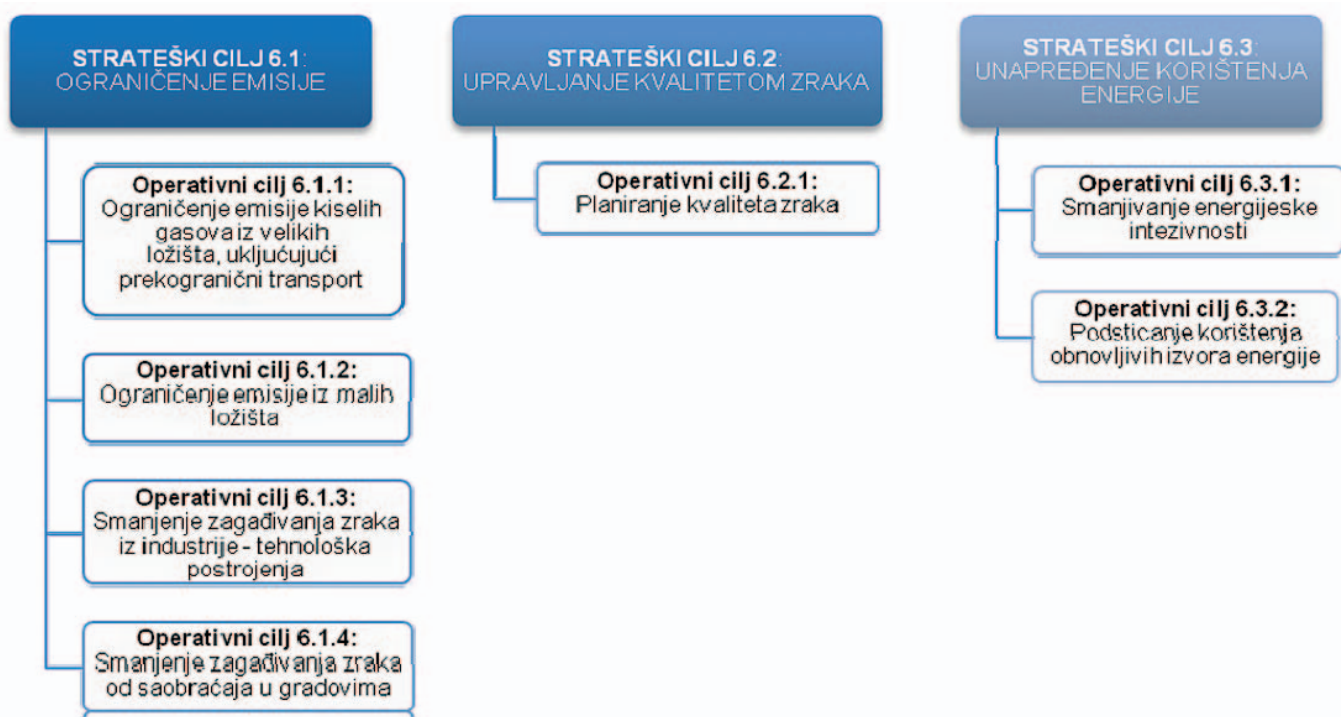 STRATEŠKI CILJ 6.1:
OGRANIČENJE EMISIJE
Operativni cilj 6.1.1:
Ograničenje emisije kiselih
gasova iz velikih
ložišta, uključujući
prekogranični transport
Operativni cilj 6.1.2:
Ograničenje emisije iz malih
ložišta
Operativni cilj 6.1.3:
Smanjenje zagađivanja zraka
iz industrije - tehnološka
postrojenja
Operativni cilj 6.1.4:
Smanjenje zagađivanja zraka
od saobraćaja u gradovima
STRATEŠKI CILJ 6.2:
UPRAVLJANJE KVALITETOM ZRAKA
Operativni cilj 6.2.1:
Planiranje kvaliteta zraka
STRATEŠKI CILJ 6.3:
UNAPREĐENJE KORIŠTENJA
ENERGIJE
Operativni cilj 6.3.1:
Smanjivanje energijeske
intezivnosti
Operativni cilj 6.3.2:
Podsticanje korištenja
obnovljivih izvora energije